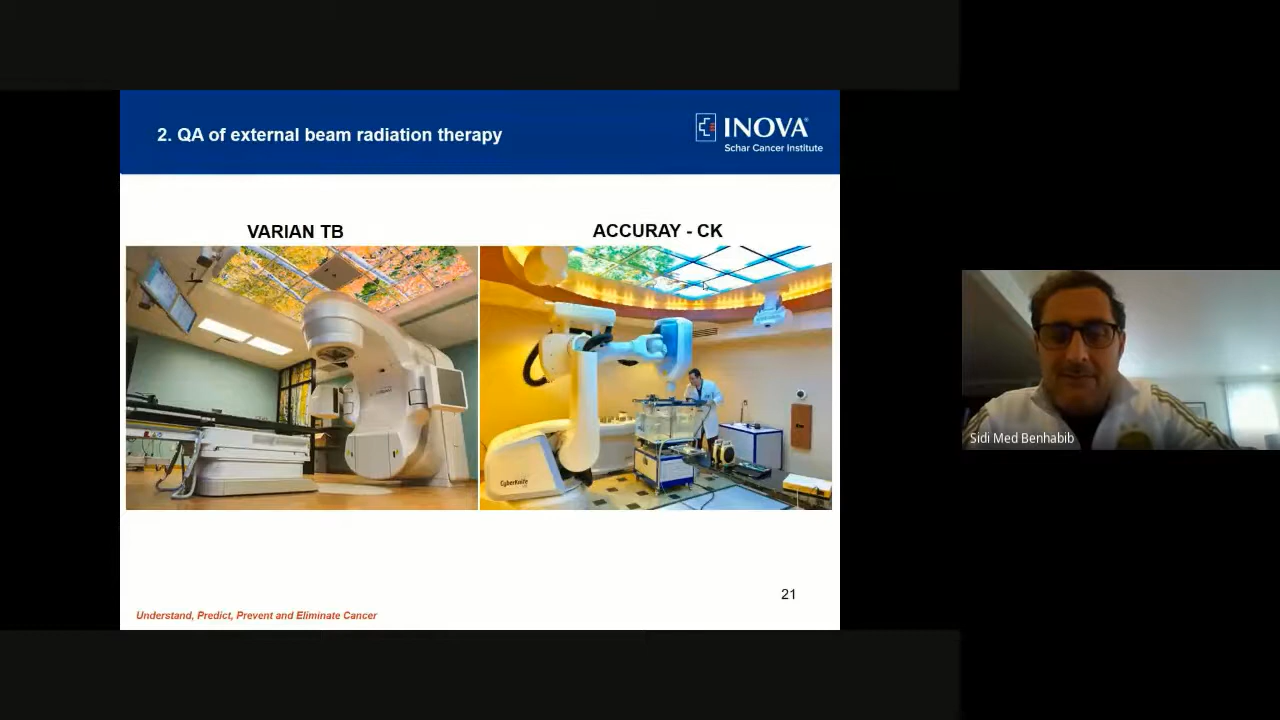 2. QA of external beam radiation therapy
INOVA
Schar Cancer Institute
VARIAN TB
ACCURAY - CK
CyberKnife
21
Understand, Predict, Prevent and Eliminate Cancer
Sidi Med Benhabib